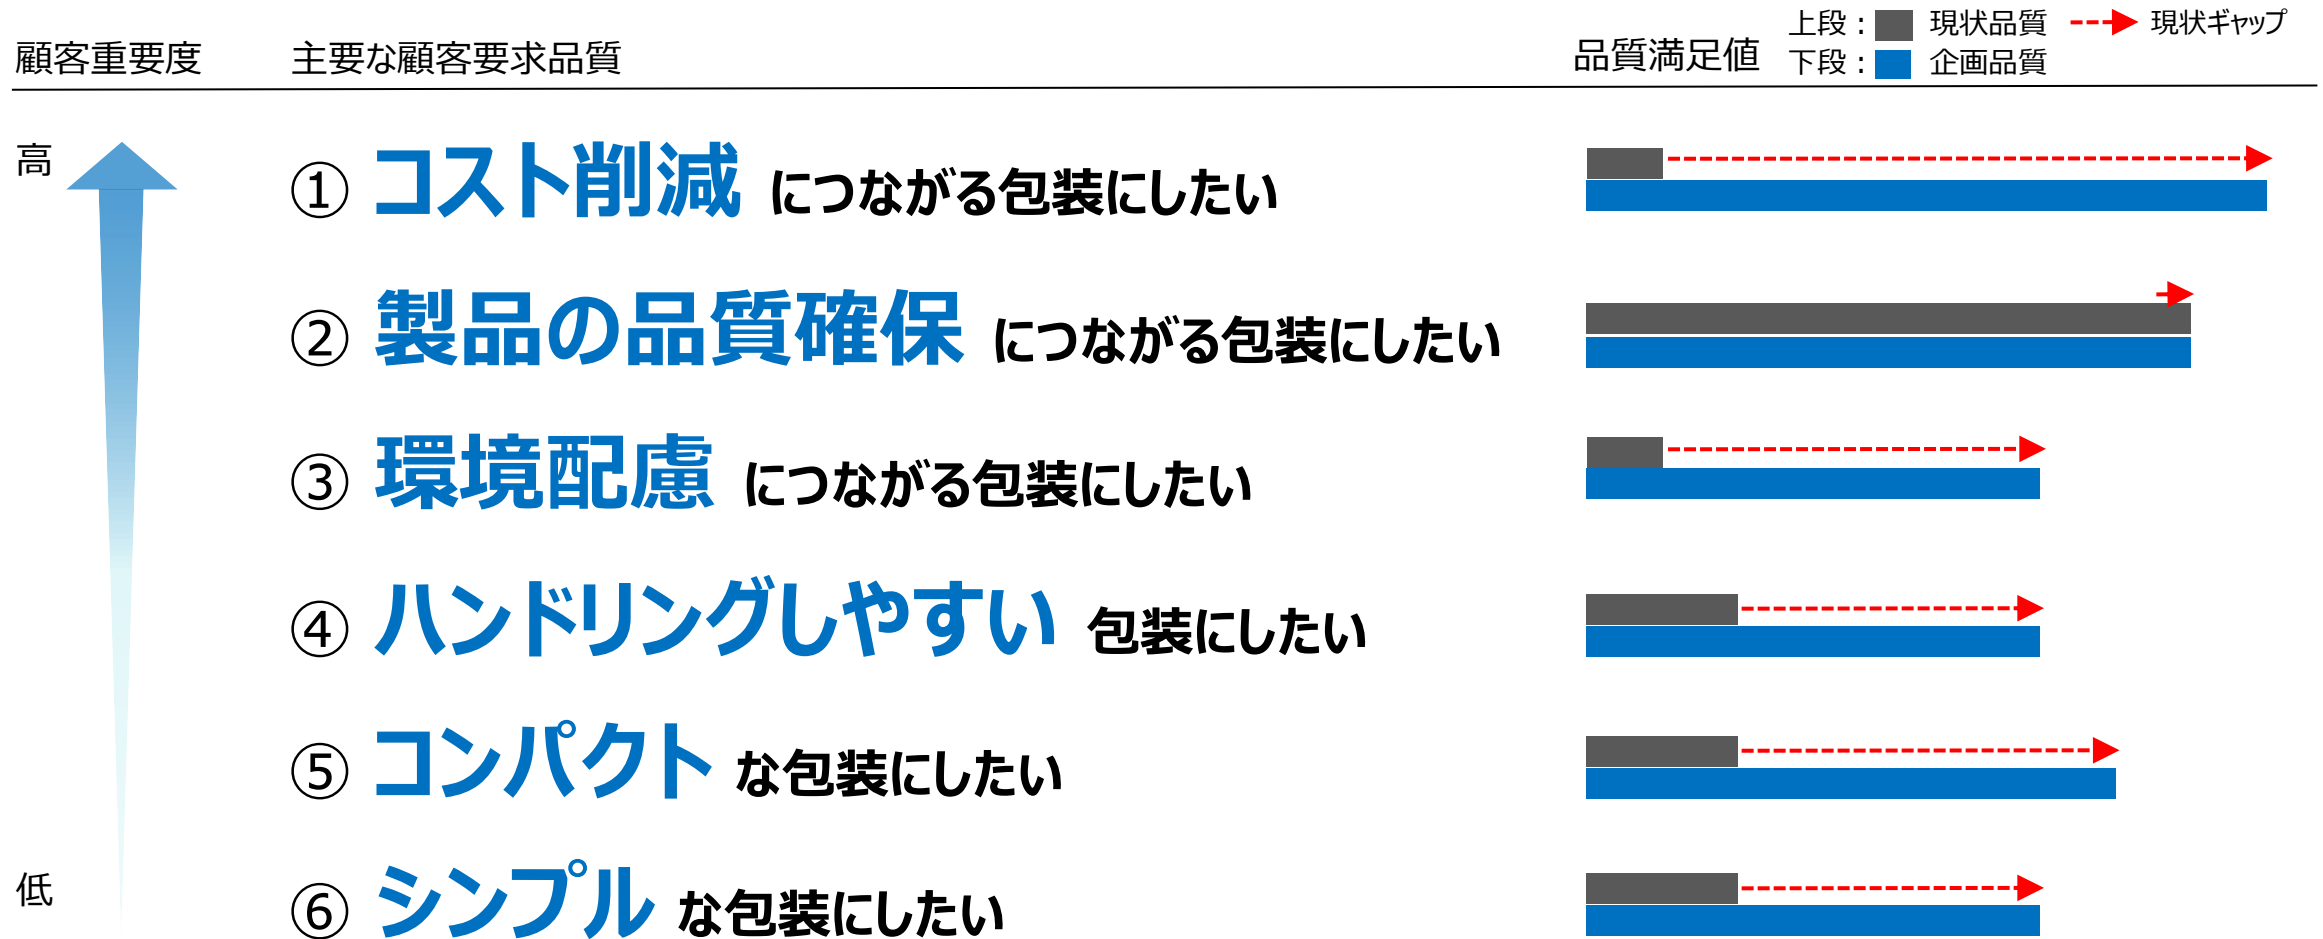 顧客重要度 主要な顧客要求品質 品質満足値 上段： 現状品質 現状ギャップ
下段： 企画品質
高
① コスト削減 につながる包装にしたい
② 製品の品質確保 につながる包装にしたい
③ 環境配慮 につながる包装にしたい
④ ハンドリングしやすい 包装にしたい
⑤ コンパクト な包装にしたい
低
⑥ シンプル な包装にしたい